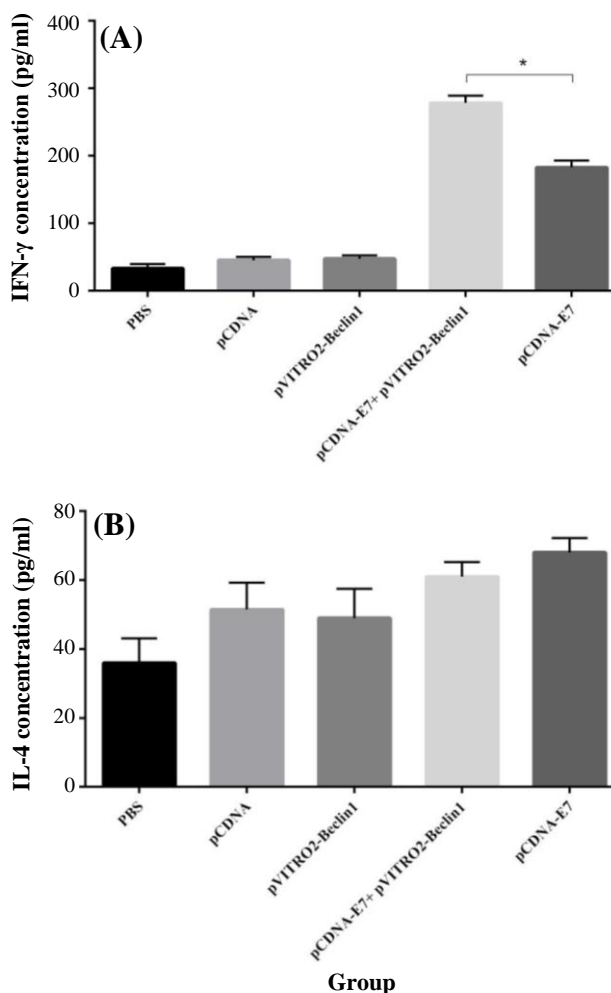 (A)
IFN-γ concentration (pg/ml)
400
300
200
100
0
*
PBS
pCDNA
pVITRO2-Beclin1
pCDNA-E7+ pVITRO2-Beclin1
pCDNA-E7
(B)
IL-4 concentration (pg/ml)
80
60
40
20
0
PBS
pCDNA
pVITRO2-Beclin1
pCDNA-E7+ pVITRO2-Beclin1
pCDNA-E7
Group